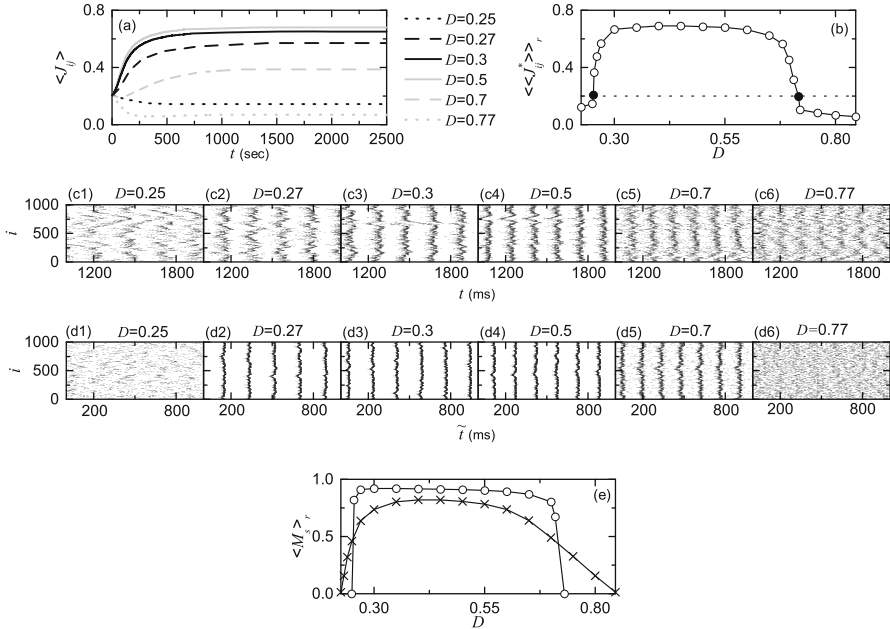 (a)
<J_ij>
0.8
0.4
0.0
0 500 1000 1500 2000 2500
t (sec)
D=0.25
D=0.27
D=0.3
D=0.5
D=0.7
D=0.77
(b)
<<J*_ij>>_r
0.8
0.4
0.0
0.30 0.55 0.80
D
(c1) D=0.25 (c2) D=0.27 (c3) D=0.3 (c4) D=0.5 (c5) D=0.7 (c6) D=0.77
i
1000
500
0
1200 1800 1200 1800 1200 1800 1200 1800 1200 1800 1200 1800
t (ms)
(d1) D=0.25 (d2) D=0.27 (d3) D=0.3 (d4) D=0.5 (d5) D=0.7 (d6) D=0.77
i
1000
500
0
200 800 200 800 200 800 200 800 200 800 200 800
t̃ (ms)
(e)
<M_s>_r
1.0
0.5
0.0
0.30 0.55 0.80
D